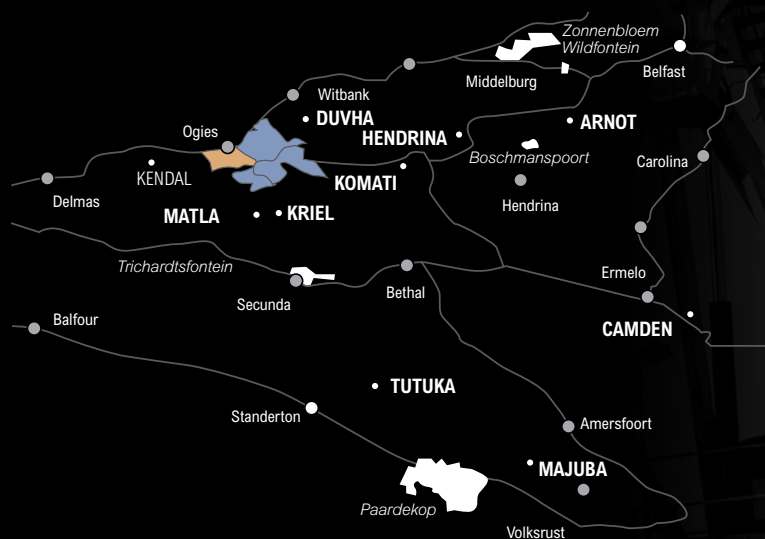 Zonnenbloem
Wildfontein
Belfast
Middelburg
Witbank
DUVHA
ARNOT
Ogies
HENDRINA
Boschmanspoort
Carolina
KENDAL
KOMATI
Delmas
Hendrina
MATLA
KRIEL
Trichardtsfontein
Ermelo
Secunda
Bethal
Balfour
CAMDEN
TUTUKA
Standerton
Amersfoort
MAJUBA
Paardekop
Volksrust